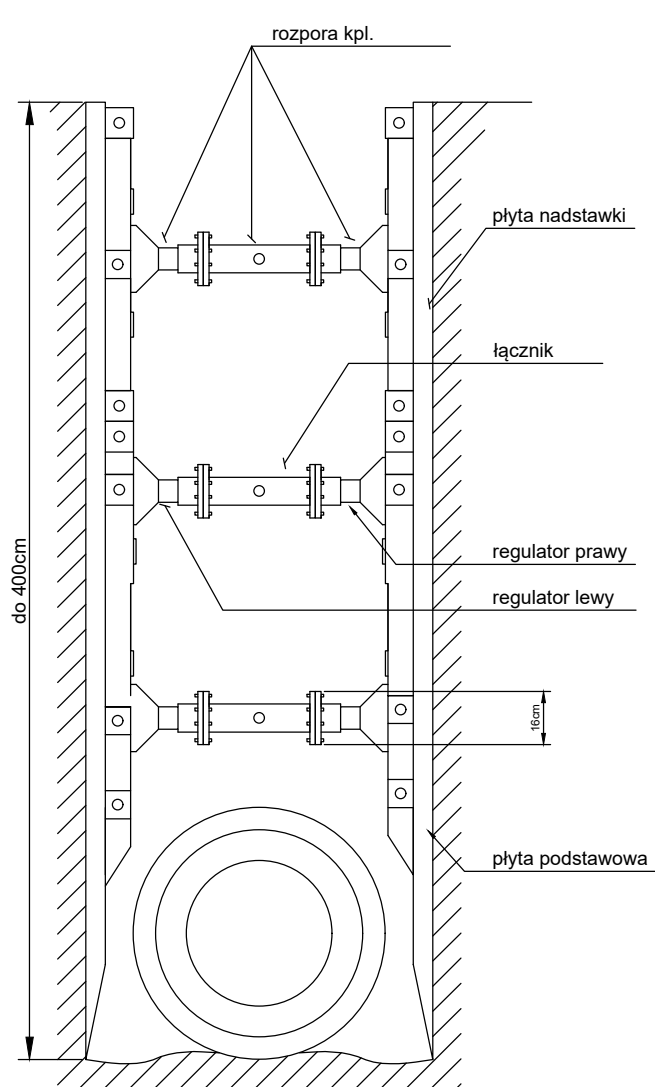 rozpora kpl.
płyta nadstawki
łącznik
do 400cm
regulator prawy
regulator lewy
16cm
płyta podstawowa